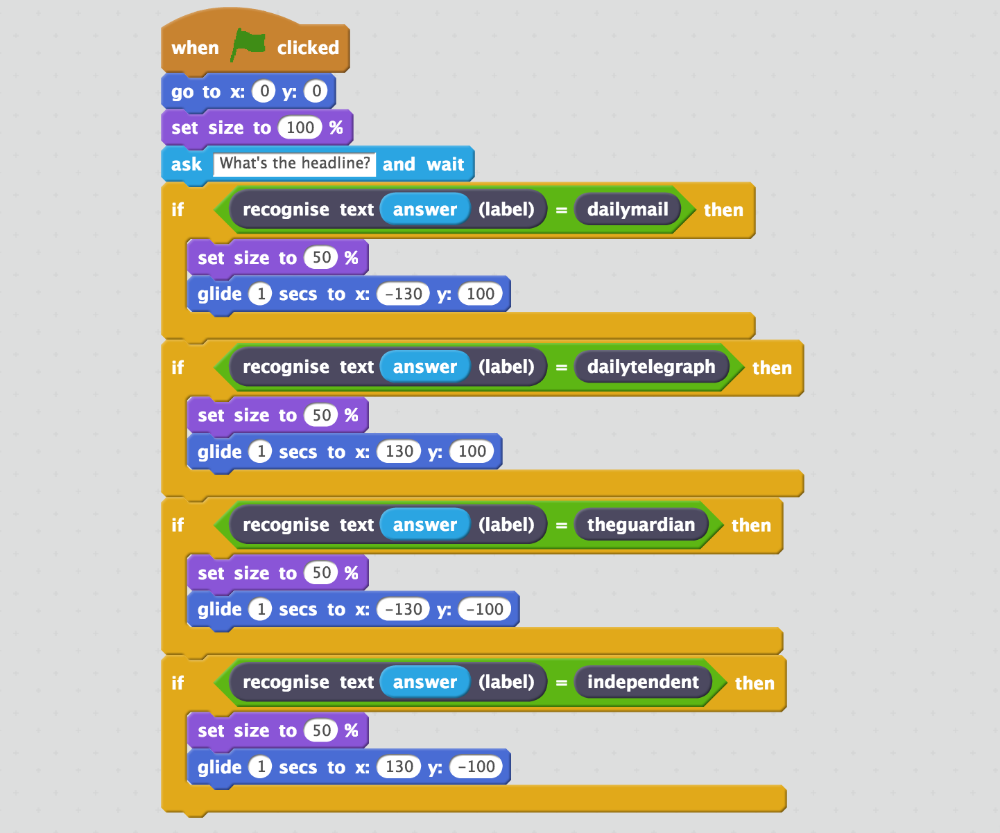 when clicked
go to x: 0 y: 0
set size to 100 %
ask What's the headline? and wait
if recognise text answer (label) = dailymail then
set size to 50 %
glide 1 secs to x: -130 y: 100
if recognise text answer (label) = dailytelegraph then
set size to 50 %
glide 1 secs to x: 130 y: 100
if recognise text answer (label) = theguardian then
set size to 50 %
glide 1 secs to x: -130 y: -100
if recognise text answer (label) = independent then
set size to 50 %
glide 1 secs to x: 130 y: -100